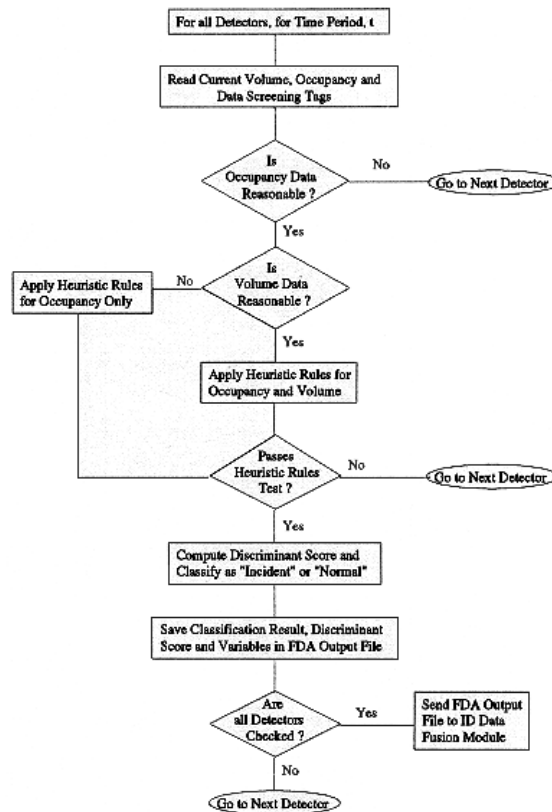 For all Detectors, for Time Period, t
Read Current Volume, Occupancy and
Data Screening Tags
Is
Occupancy Data
Reasonable ?
No
Go to Next Detector
Yes
Is
Volume Data
Reasonable ?
No
Apply Heuristic Rules
for Occupancy Only
Yes
Apply Heuristic Rules for
Occupancy and Volume
Passes
Heuristic Rules
Test ?
No
Go to Next Detector
Yes
Compute Discriminant Score and
Classify as "Incident" or "Normal"
Save Classification Result, Discriminant
Score and Variables in FDA Output File
Are
all Detectors
Checked ?
Yes
Send FDA Output
File to ID Data
Fusion Module
No
Go to Next Detector